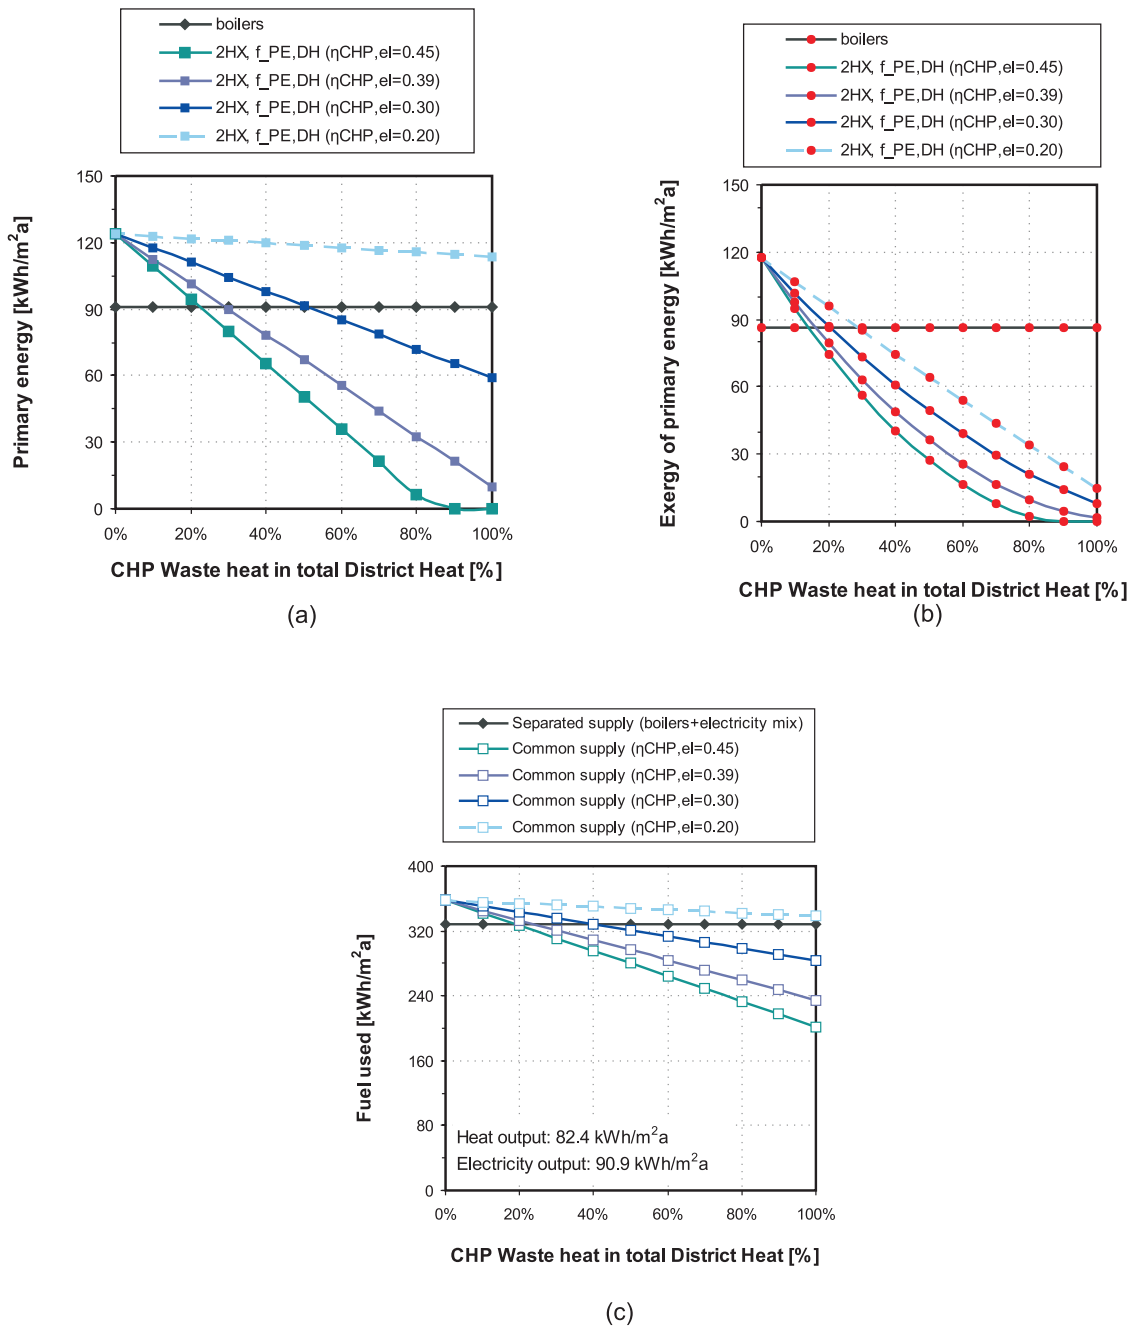 boilers
2HX, f_PE,DH (ηCHP,el=0.45)
2HX, f_PE,DH (ηCHP,el=0.39)
2HX, f_PE,DH (ηCHP,el=0.30)
2HX, f_PE,DH (ηCHP,el=0.20)
Primary energy [kWh/m²a]
150
120
90
60
30
0
0% 20% 40% 60% 80% 100%
CHP Waste heat in total District Heat [%]
(a)
boilers
2HX, f_PE,DH (ηCHP,el=0.45)
2HX, f_PE,DH (ηCHP,el=0.39)
2HX, f_PE,DH (ηCHP,el=0.30)
2HX, f_PE,DH (ηCHP,el=0.20)
Exergy of primary energy [kWh/m²a]
150
120
90
60
30
0
0% 20% 40% 60% 80% 100%
CHP Waste heat in total District Heat [%]
(b)
Separated supply (boilers+electricity mix)
Common supply (ηCHP,el=0.45)
Common supply (ηCHP,el=0.39)
Common supply (ηCHP,el=0.30)
Common supply (ηCHP,el=0.20)
Fuel used [kWh/m²a]
400
320
240
160
80
0
Heat output: 82.4 kWh/m²a
Electricity output: 90.9 kWh/m²a
0% 20% 40% 60% 80% 100%
CHP Waste heat in total District Heat [%]
(c)